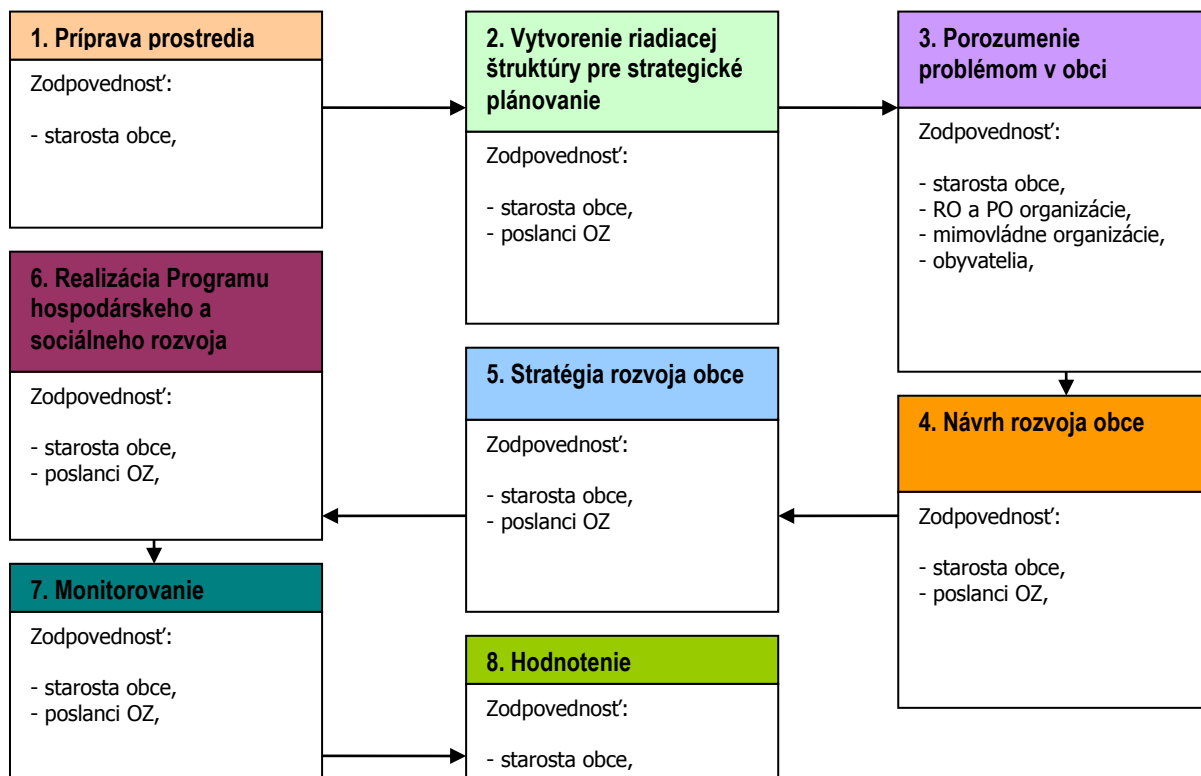 1. Príprava prostredia
Zodpovednosť:
- starosta obce,
2. Vytvorenie riadiacej
štruktúry pre strategické
plánovanie
Zodpovednosť:
- starosta obce,
- poslanci OZ
3. Porozumenie
problémom v obci
Zodpovednosť:
- starosta obce,
- RO a PO organizácie,
- mimovládne organizácie,
- obyvatelia,
4. Návrh rozvoja obce
Zodpovednosť:
- starosta obce,
- poslanci OZ,
5. Stratégia rozvoja obce
Zodpovednosť:
- starosta obce,
- poslanci OZ
6. Realizácia Programu
hospodárskeho a
sociálneho rozvoja
Zodpovednosť:
- starosta obce,
- poslanci OZ,
7. Monitorovanie
Zodpovednosť:
- starosta obce,
- poslanci OZ,
8. Hodnotenie
Zodpovednosť:
- starosta obce,